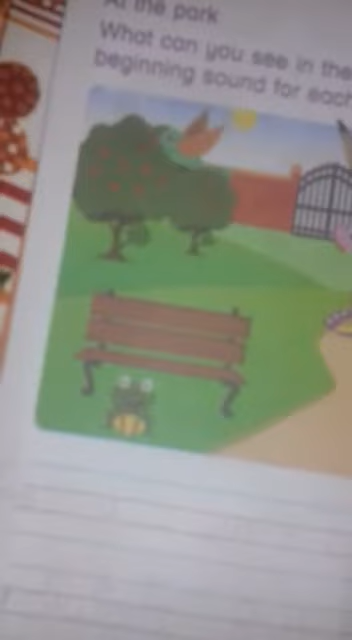 At the park
What can you see in the
beginning sound for each